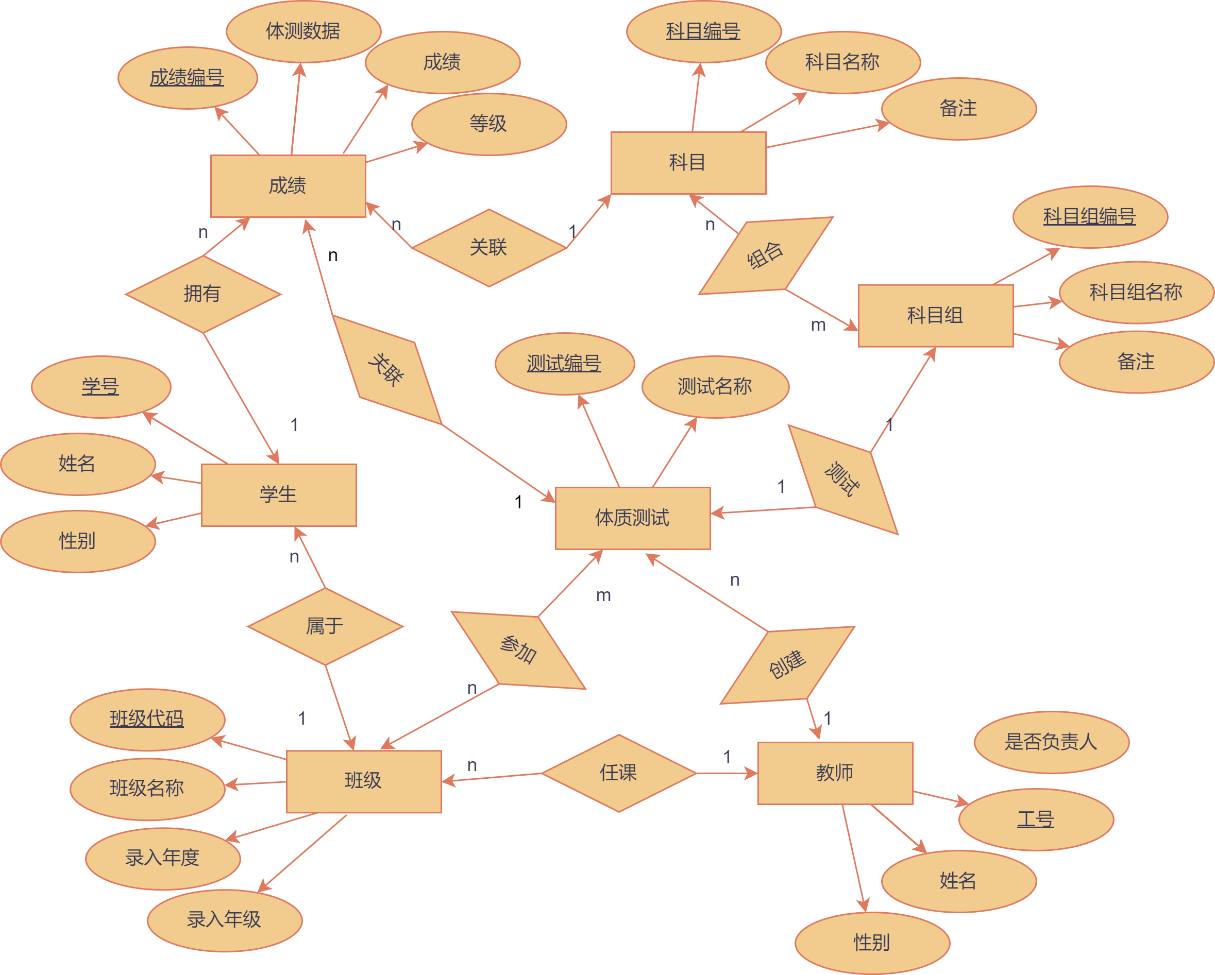 体测数据
科目编号
成绩
科目名称
成绩编号
备注
等级
科目
成绩
科目组编号
n
n
关联
1
n
组合
n
拥有
科目组名称
科目组
m
备注
测试编号
关联
测试名称
学号
1
1
姓名
测试
1
学生
1
体质测试
性别
n
n
m
属于
参加
创建
n
1
1
班级代码
是否负责人
1
n
任课
教师
班级
班级名称
工号
录入年度
姓名
录入年级
性别